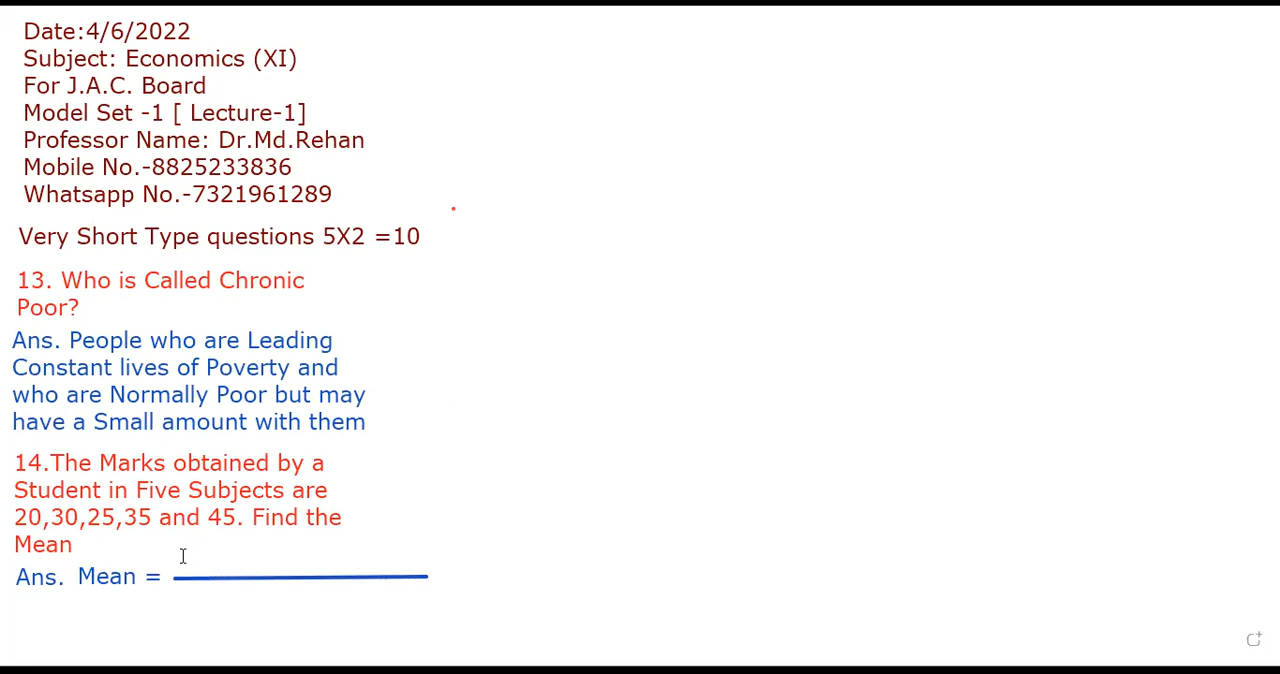 Date:4/6/2022
Subject: Economics (XI)
For J.A.C. Board
Model Set -1 [ Lecture-1]
Professor Name: Dr.Md.Rehan
Mobile No.-8825233836
Whatsapp No.-7321961289
Very Short Type questions 5X2 =10
13. Who is Called Chronic
Poor?
Ans. People who are Leading
Constant lives of Poverty and
who are Normally Poor but may
have a Small amount with them
14.The Marks obtained by a
Student in Five Subjects are
20,30,25,35 and 45. Find the
Mean
Ans. Mean =